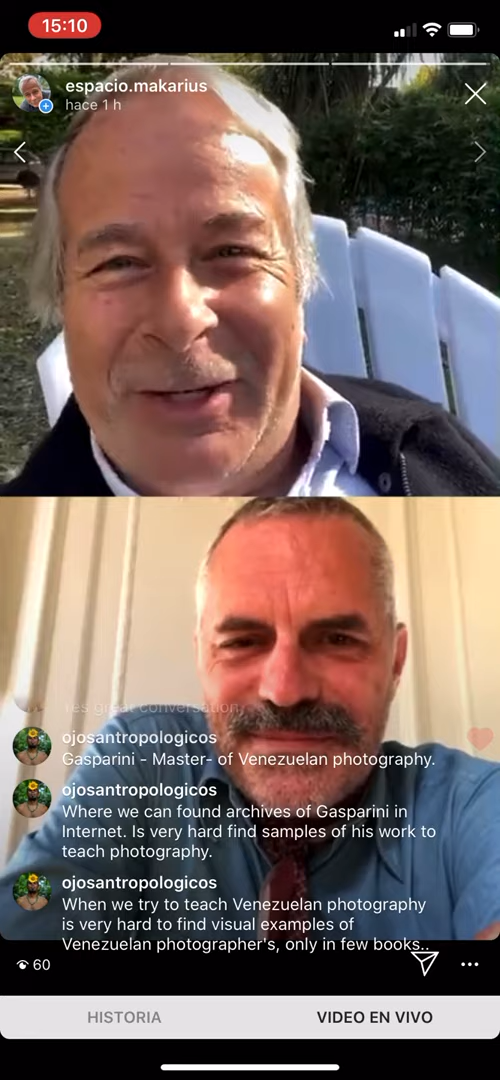 15:10
espacio.makarius
hace 1 h
Yes great conversation
ojosantropologicos
Gasparini - Master- of Venezuelan photography.
ojosantropologicos
Where we can found archives of Gasparini in
Internet. Is very hard find samples of his work to
teach photography.
ojosantropologicos
When we try to teach Venezuelan photography
is very hard to find visual examples of
Venezuelan photographer's, only in few books..
60
HISTORIA
VIDEO EN VIVO